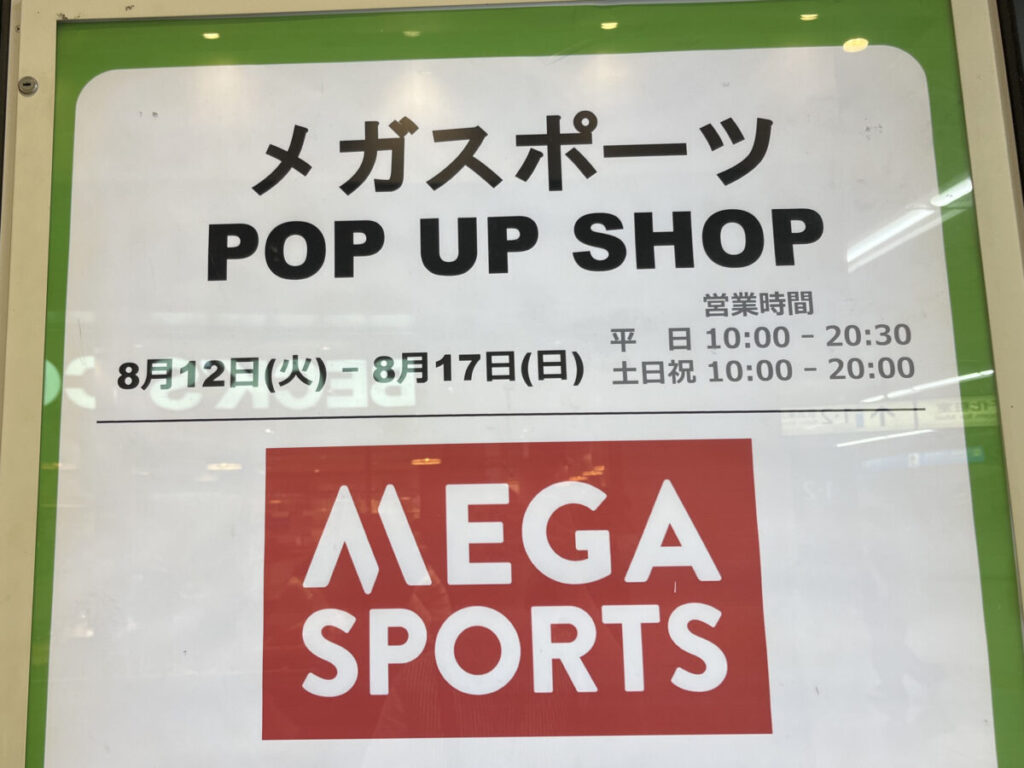 メガスポーツ
POP UP SHOP
営業時間
平 日 10:00 – 20:30
8月12日(火) – 8月17日(日)
土日祝 10:00 – 20:00
BECK'S
MEGA
SPORTS